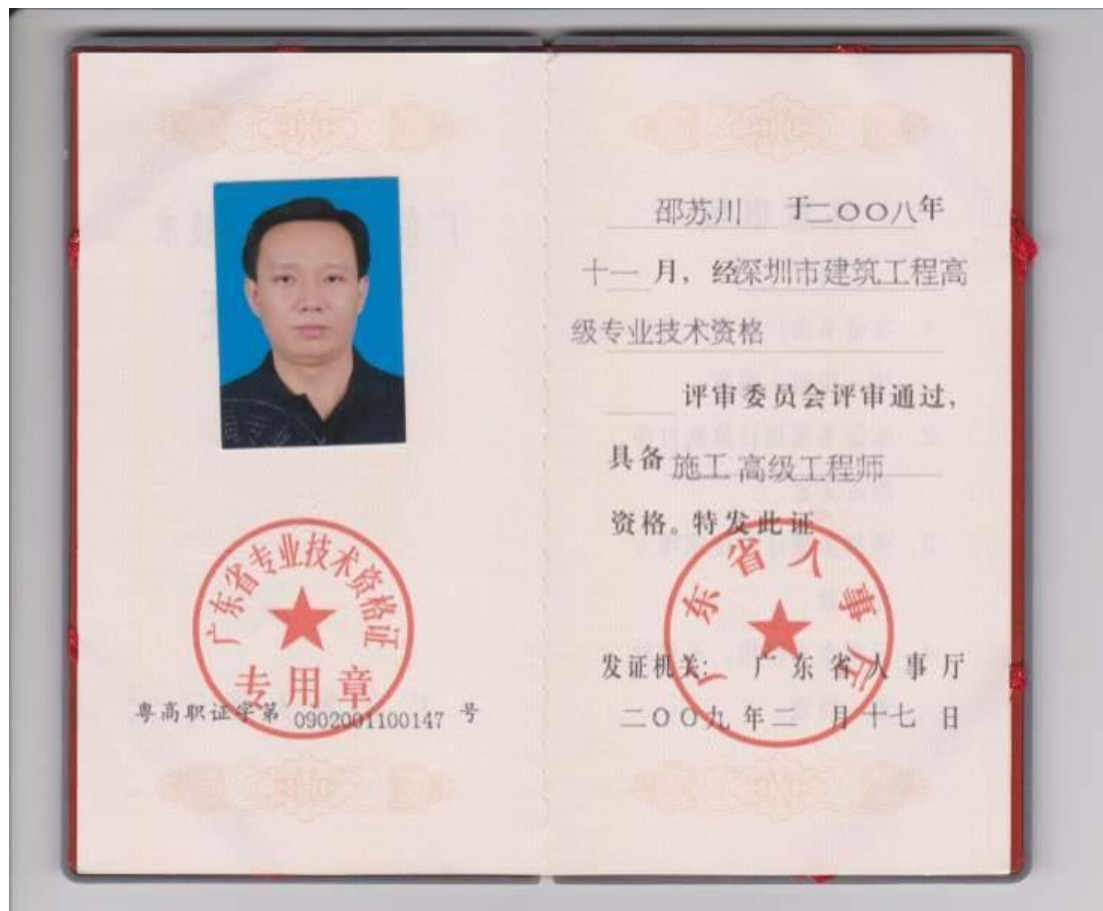 广东省专业技术资格证
专用章
粤高职证字第 0902001100147 号
邵苏川 于二〇〇八年
十一 月，经深圳市建筑工程高
级专业技术资格
评审委员会评审通过，
具备 施工 高级工程师
资格。特发此证
广东省人事厅
发证机关： 广东省人事厅
二〇〇九 年二 月十七 日